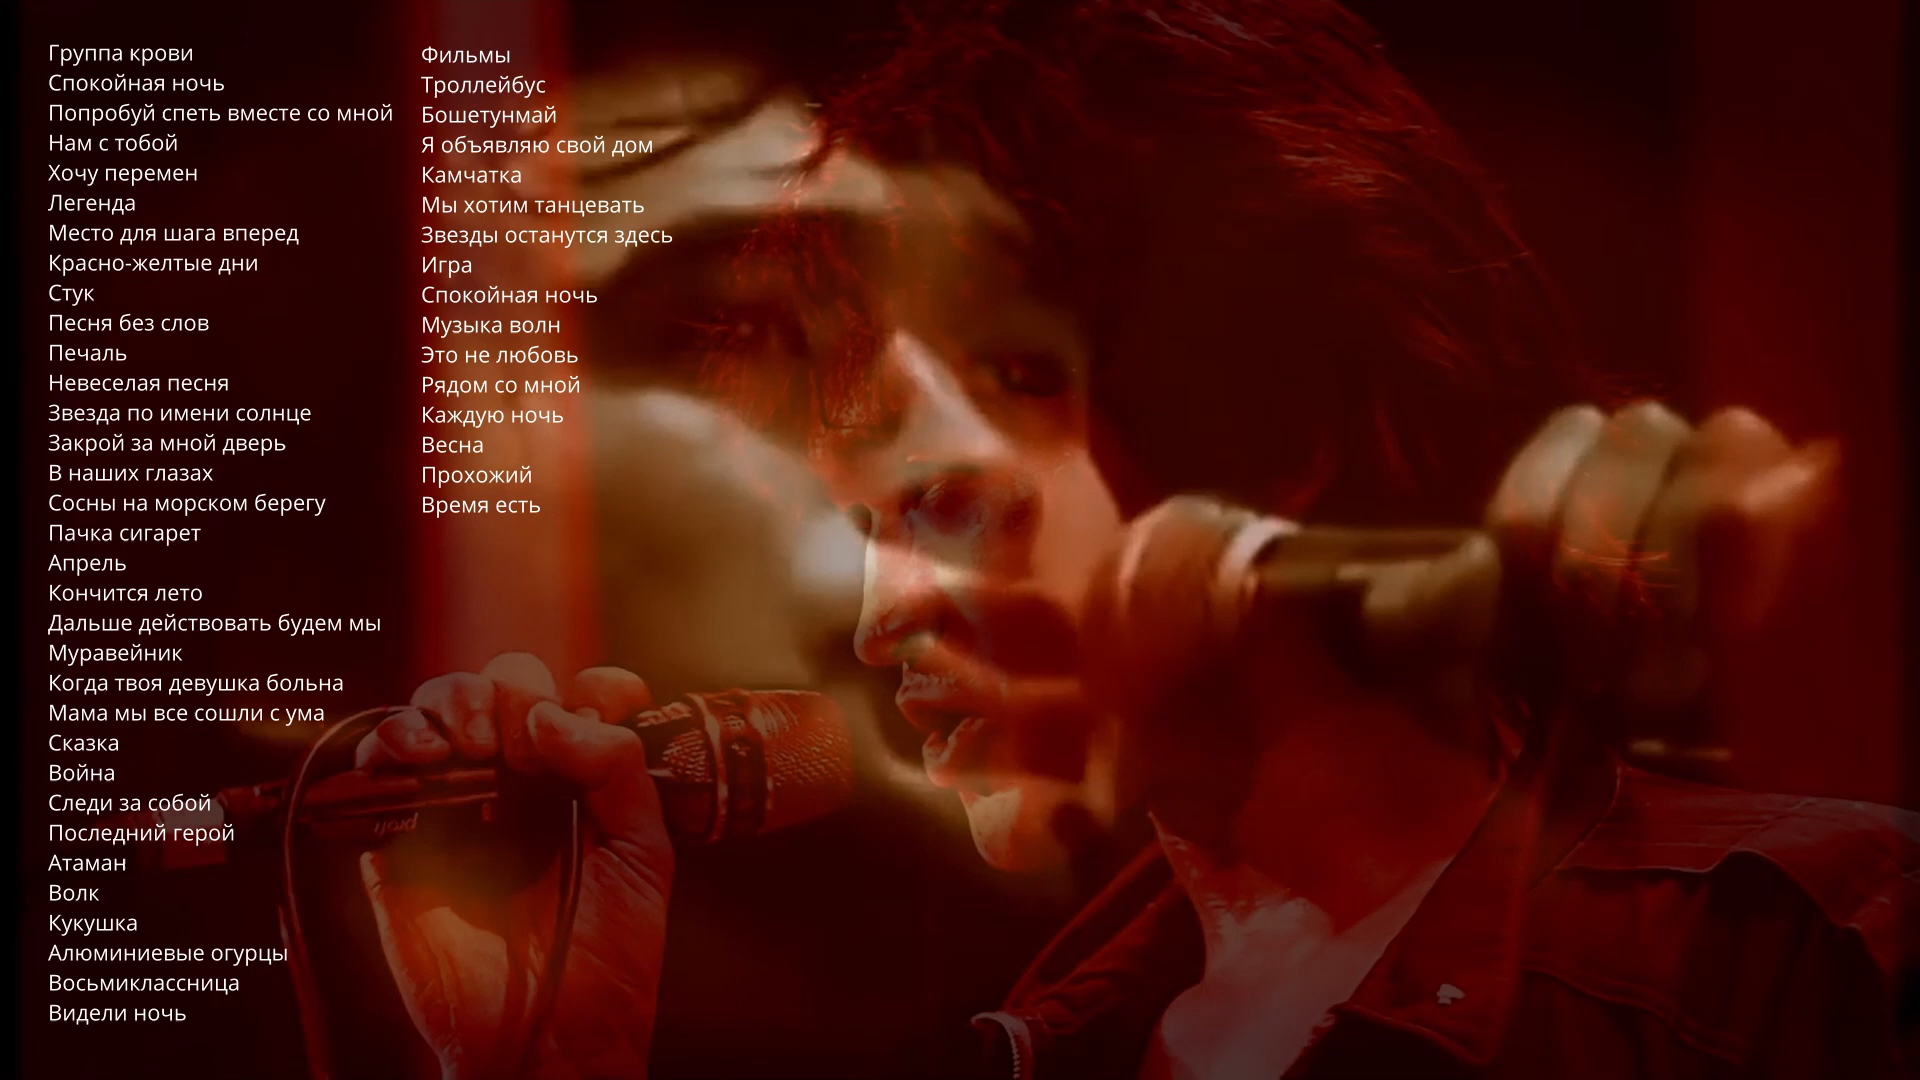 Группа крови
Спокойная ночь
Попробуй спеть вместе со мной
Нам с тобой
Хочу перемен
Легенда
Место для шага вперед
Красно-желтые дни
Стук
Песня без слов
Печаль
Невеселая песня
Звезда по имени солнце
Закрой за мной дверь
В наших глазах
Сосны на морском берегу
Пачка сигарет
Апрель
Кончится лето
Дальше действовать будем мы
Муравейник
Когда твоя девушка больна
Мама мы все сошли с ума
Сказка
Война
Следи за собой
Последний герой
Атаман
Волк
Кукушка
Алюминиевые огурцы
Восьмиклассница
Видели ночь
Фильмы
Троллейбус
Бошетунмай
Я объявляю свой дом
Камчатка
Мы хотим танцевать
Звезды останутся здесь
Игра
Спокойная ночь
Музыка волн
Это не любовь
Рядом со мной
Каждую ночь
Весна
Прохожий
Время есть